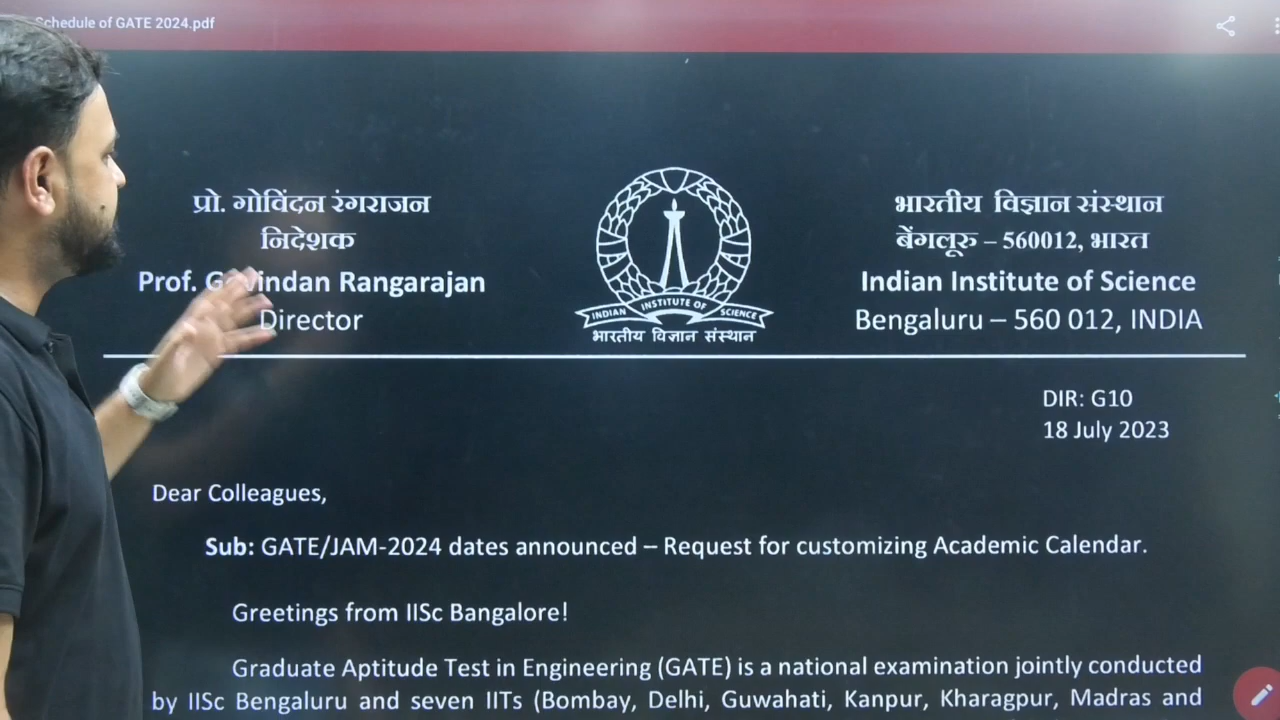 Schedule of GATE 2024.pdf
प्रो. गोविंदन रंगराजन
निदेशक
Prof. Govindan Rangarajan
Director
INDIAN INSTITUTE OF SCIENCE
भारतीय विज्ञान संस्थान
भारतीय विज्ञान संस्थान
बेंगलूरु – 560012, भारत
Indian Institute of Science
Bengaluru – 560 012, INDIA
DIR: G10
18 July 2023
Dear Colleagues,
Sub: GATE/JAM-2024 dates announced – Request for customizing Academic Calendar.
Greetings from IISc Bangalore!
Graduate Aptitude Test in Engineering (GATE) is a national examination jointly conducted
by IISc Bengaluru and seven IITs (Bombay, Delhi, Guwahati, Kanpur, Kharagpur, Madras and